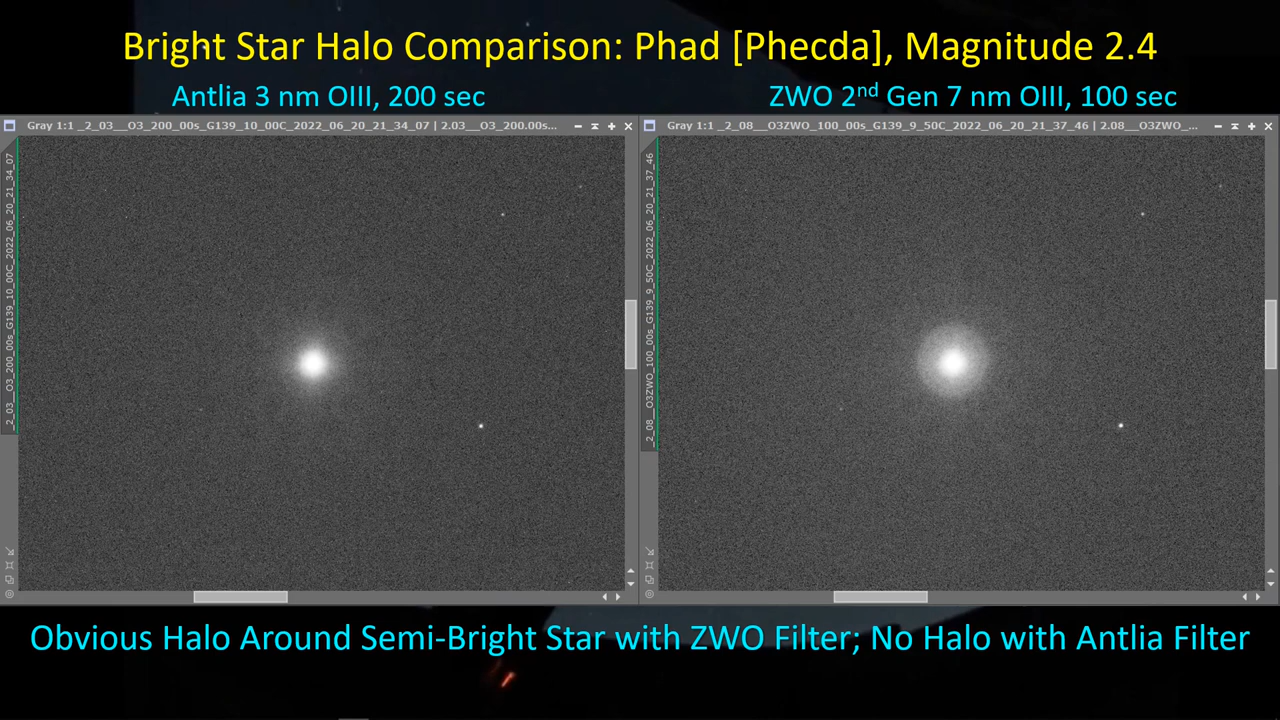 Bright Star Halo Comparison: Phad [Phecda], Magnitude 2.4
Antlia 3 nm OIII, 200 sec
ZWO 2nd Gen 7 nm OIII, 100 sec
Gray 1:1 _2_03__O3_200_00s_G139_10_00C_2022_06_20_21_34_07 | 2.03__O3_200.00s...
Gray 1:1 _2_08__O3ZWO_100_00s_G139_9_50C_2022_06_20_21_37_46 | 2.08__O3ZWO_...
_2_03__O3_200_00s_G139_10_00C_2022_06_20_21_34_07
_2_08__O3ZWO_100_00s_G139_9_50C_2022_06_20_21_37_46
Obvious Halo Around Semi-Bright Star with ZWO Filter; No Halo with Antlia Filter